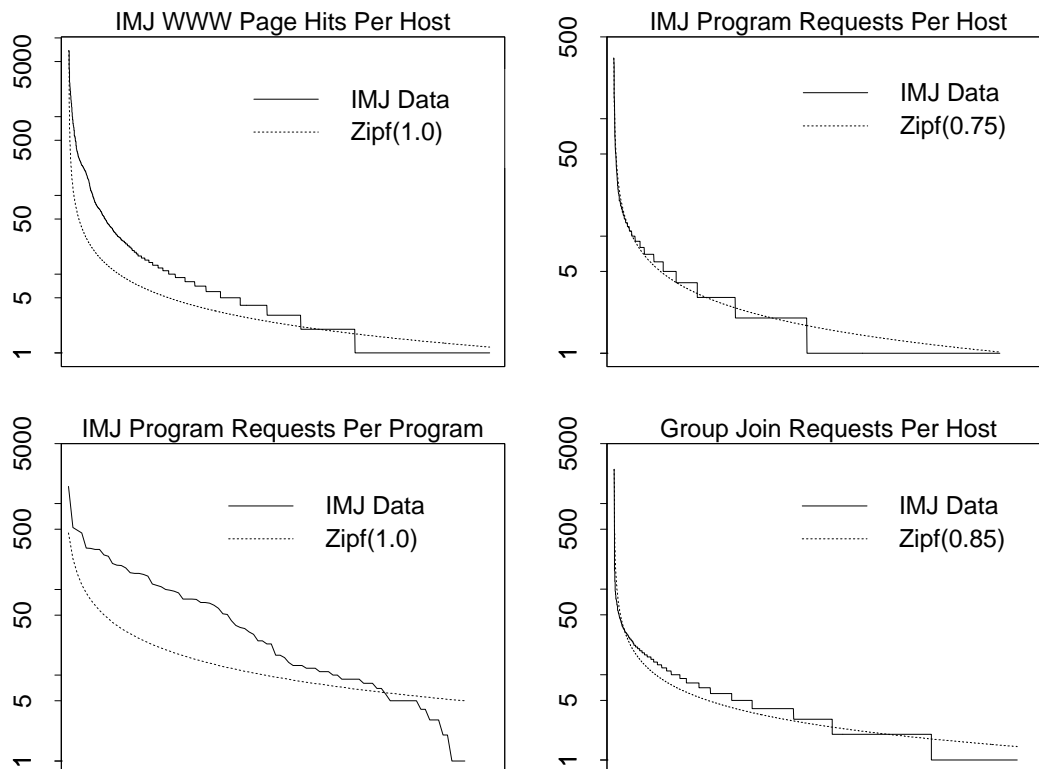 IMJ WWW Page Hits Per Host
5000
500
50
5
1
IMJ Data
Zipf(1.0)
IMJ Program Requests Per Host
500
50
5
1
IMJ Data
Zipf(0.75)
IMJ Program Requests Per Program
5000
500
50
5
1
IMJ Data
Zipf(1.0)
Group Join Requests Per Host
5000
500
50
5
1
IMJ Data
Zipf(0.85)